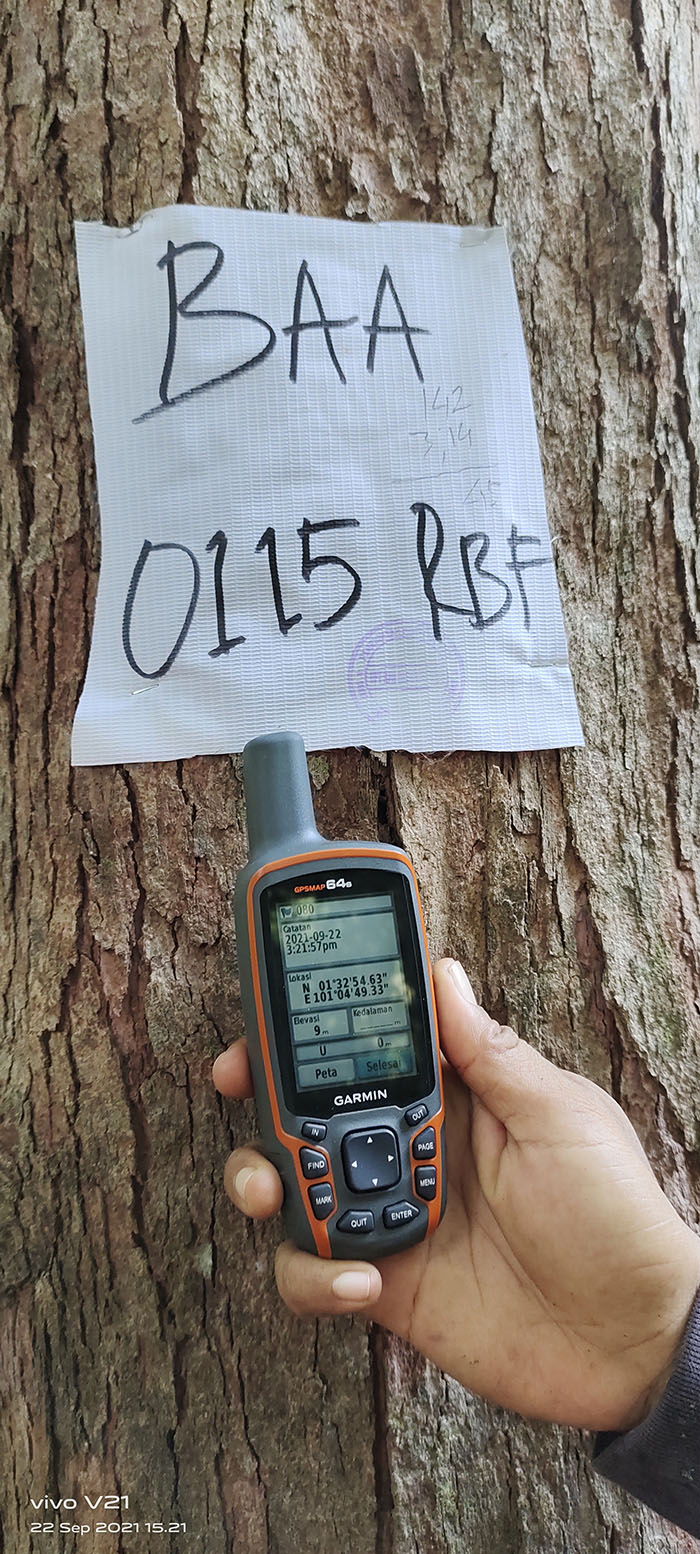 BAA
142
3,14
0115 RBF
GPSMAP 64s
080
Catatan
2021-09-22
3:21:57pm
Lokasi
N 01°32'54.63"
E 101°04'49.33"
Elevasi Kedalaman
9 m
U 0 m
Peta Selesai
GARMIN
IN OUT
FIND PAGE
MARK MENU
QUIT ENTER
vivo V21
22 Sep 2021 15.21